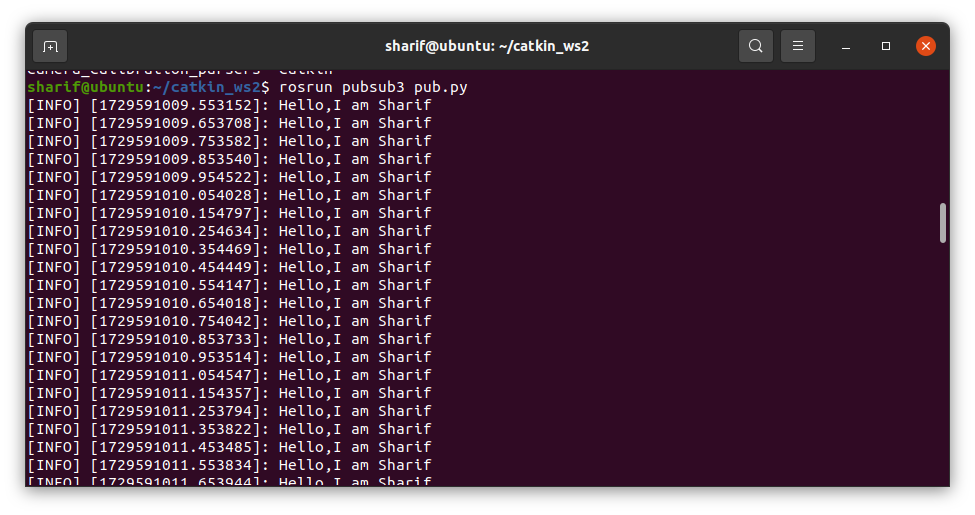 sharif@ubuntu: ~/catkin_ws2
camera_calibration_parsers catkin
sharif@ubuntu:~/catkin_ws2$ rosrun pubsub3 pub.py
[INFO] [1729591009.553152]: Hello,I am Sharif
[INFO] [1729591009.653708]: Hello,I am Sharif
[INFO] [1729591009.753582]: Hello,I am Sharif
[INFO] [1729591009.853540]: Hello,I am Sharif
[INFO] [1729591009.954522]: Hello,I am Sharif
[INFO] [1729591010.054028]: Hello,I am Sharif
[INFO] [1729591010.154797]: Hello,I am Sharif
[INFO] [1729591010.254634]: Hello,I am Sharif
[INFO] [1729591010.354469]: Hello,I am Sharif
[INFO] [1729591010.454449]: Hello,I am Sharif
[INFO] [1729591010.554147]: Hello,I am Sharif
[INFO] [1729591010.654018]: Hello,I am Sharif
[INFO] [1729591010.754042]: Hello,I am Sharif
[INFO] [1729591010.853733]: Hello,I am Sharif
[INFO] [1729591010.953514]: Hello,I am Sharif
[INFO] [1729591011.054547]: Hello,I am Sharif
[INFO] [1729591011.154357]: Hello,I am Sharif
[INFO] [1729591011.253794]: Hello,I am Sharif
[INFO] [1729591011.353822]: Hello,I am Sharif
[INFO] [1729591011.453485]: Hello,I am Sharif
[INFO] [1729591011.553834]: Hello,I am Sharif
[INFO] [1729591011.653944]: Hello,I am Sharif